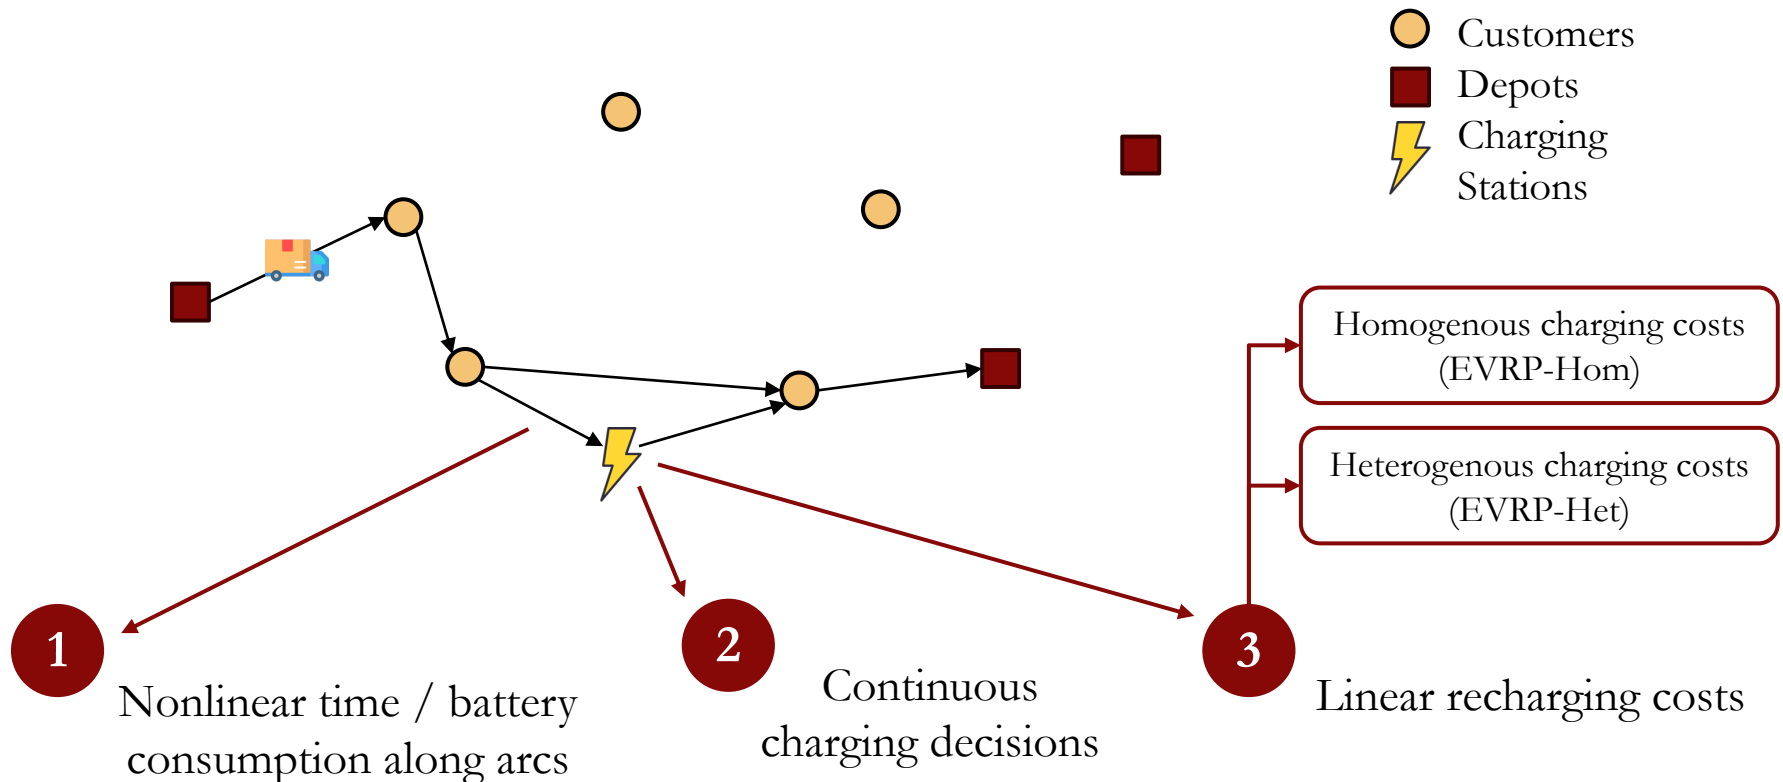 Customers
Depots
Charging
Stations
Homogenous charging costs
(EVRP-Hom)
Heterogenous charging costs
(EVRP-Het)
1
Nonlinear time / battery
consumption along arcs
2
Continuous
charging decisions
3
Linear recharging costs